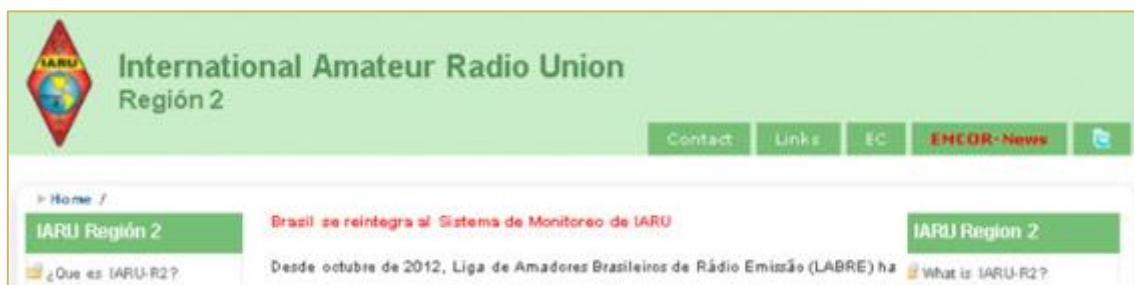 IARU
International Amateur Radio Union
Región 2
Contact Links EC EMCOR-News
Home /
IARU Región 2
¿Que es IARU-R2?
Brasil se reintegra al Sistema de Monitoreo de IARU
Desde octubre de 2012, Liga de Amadores Brasileiros de Rádio Emissão (LABRE) ha
IARU Region 2
What is IARU-R2?